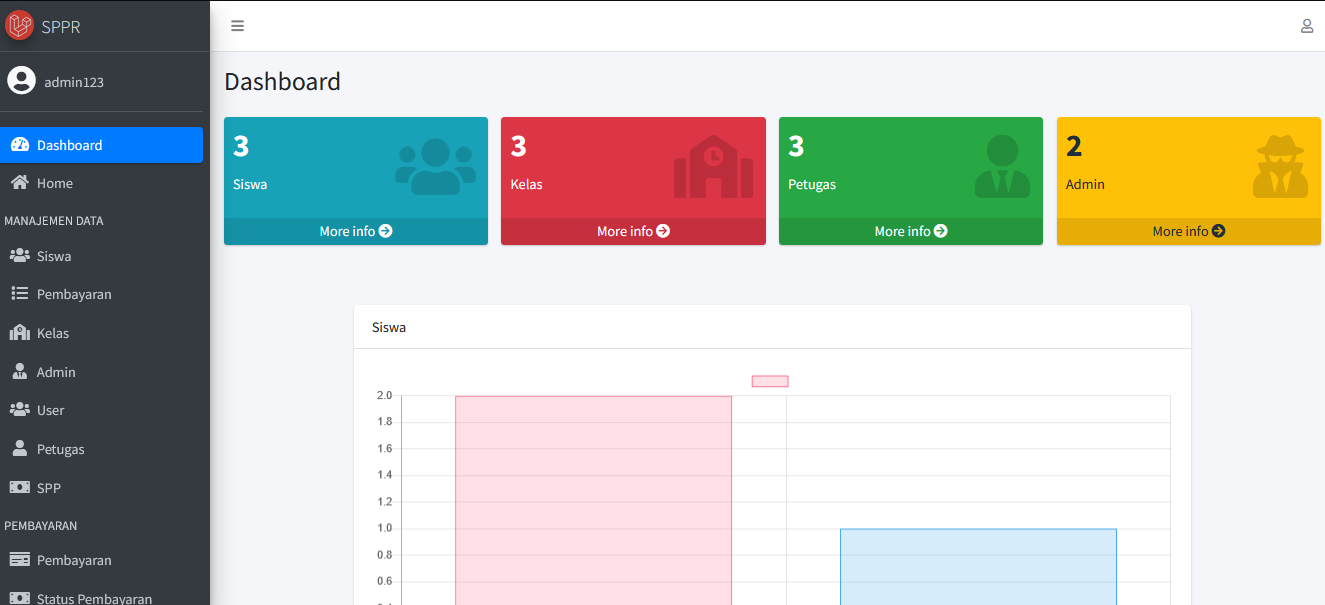 SPPR
admin123
Dashboard
Home
MANAJEMEN DATA
Siswa
Pembayaran
Kelas
Admin
User
Petugas
SPP
PEMBAYARAN
Pembayaran
Status Pembayaran
Dashboard
3
Siswa
More info
3
Kelas
More info
3
Petugas
More info
2
Admin
More info
Siswa
2.0
1.8
1.6
1.4
1.2
1.0
0.8
0.6